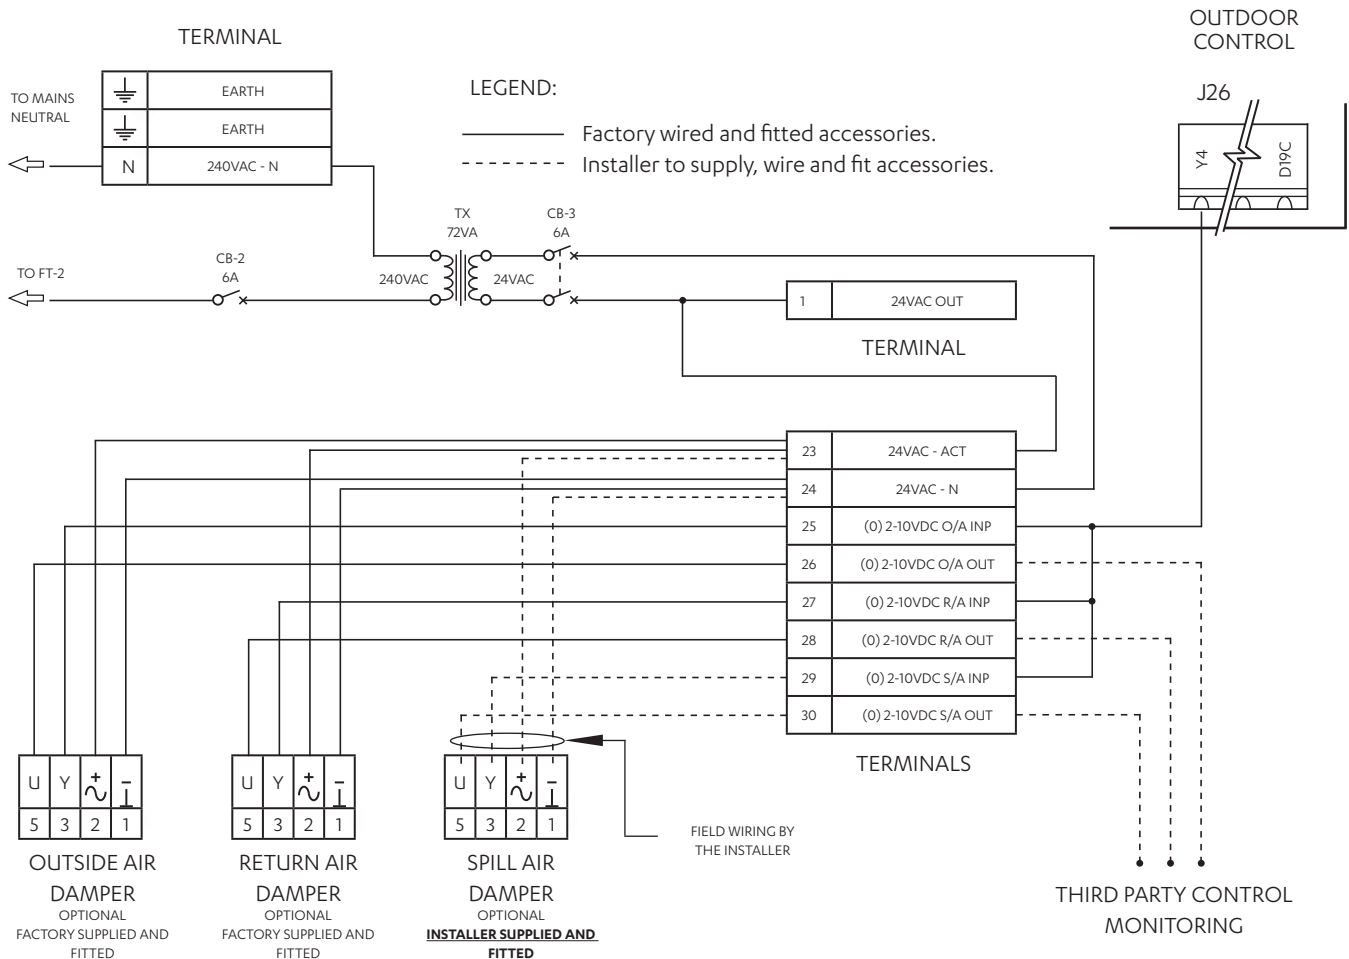 TERMINAL
EARTH
EARTH
N 240VAC - N
TO MAINS
NEUTRAL
LEGEND:
Factory wired and fitted accessories.
Installer to supply, wire and fit accessories.
OUTDOOR
CONTROL
J26
Y4
D19C
TO FT-2
CB-2
6A
240VAC
TX
72VA
24VAC
CB-3
6A
1 24VAC OUT
TERMINAL
23 24VAC - ACT
24 24VAC - N
25 (0) 2-10VDC O/A INP
26 (0) 2-10VDC O/A OUT
27 (0) 2-10VDC R/A INP
28 (0) 2-10VDC R/A OUT
29 (0) 2-10VDC S/A INP
30 (0) 2-10VDC S/A OUT
TERMINALS
U Y + -
5 3 2 1
OUTSIDE AIR
DAMPER
OPTIONAL
FACTORY SUPPLIED AND
FITTED
U Y + -
5 3 2 1
RETURN AIR
DAMPER
OPTIONAL
FACTORY SUPPLIED AND
FITTED
U Y + -
5 3 2 1
SPILL AIR
DAMPER
OPTIONAL
INSTALLER SUPPLIED AND
FITTED
FIELD WIRING BY
THE INSTALLER
THIRD PARTY CONTROL
MONITORING